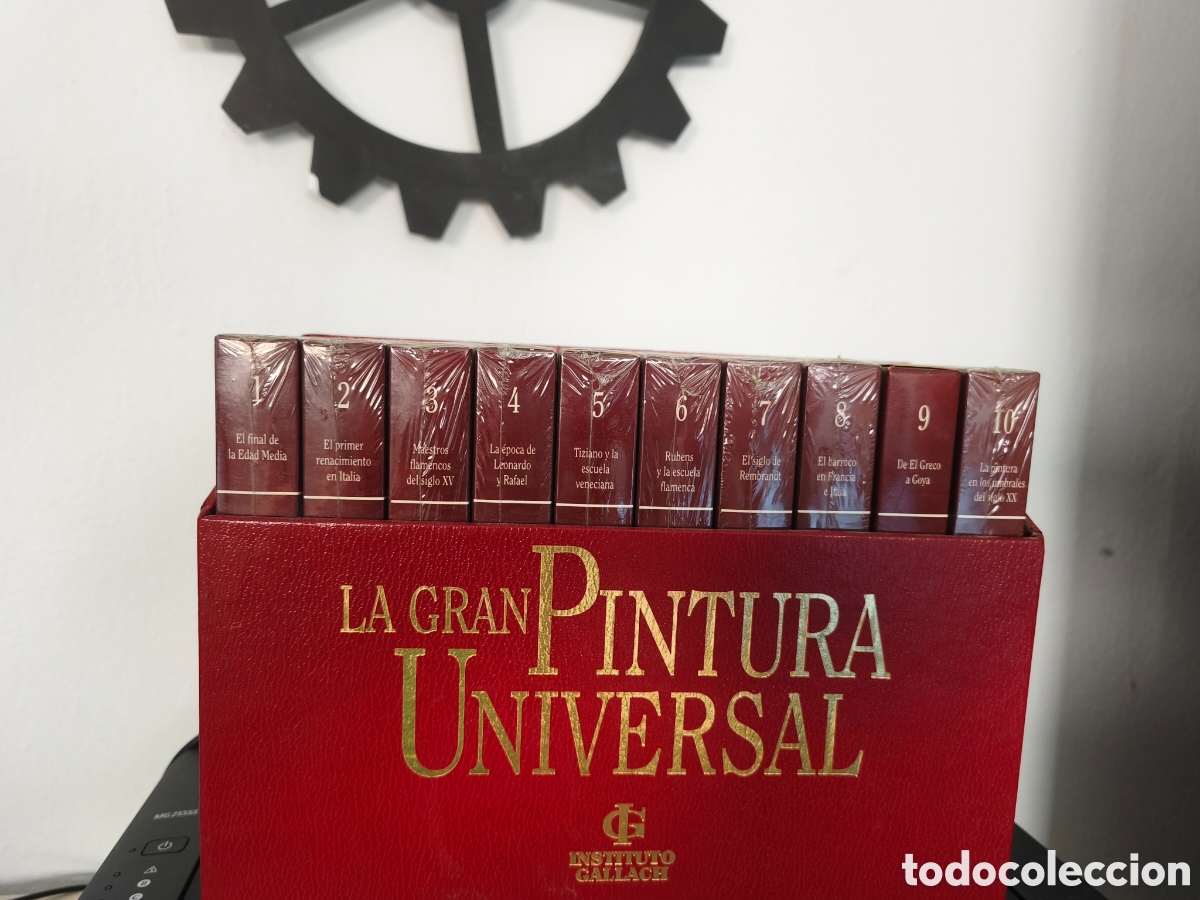 1
El final de
la Edad Media
2
El primer
renacimiento
en Italia
3
Maestros
flamencos
del siglo XV
4
La época de
Leonardo
y Rafael
5
Tiziano y la
escuela
veneciana
6
Rubens
y la escuela
flamenca
7
El siglo de
Rembrandt
8
El barroco
en Francia
e Italia
9
De El Greco
a Goya
10
La pintura
en los umbrales
del siglo XX
LA GRAN PINTURA
UNIVERSAL
IG
INSTITUTO
GALLACH
todocoleccion